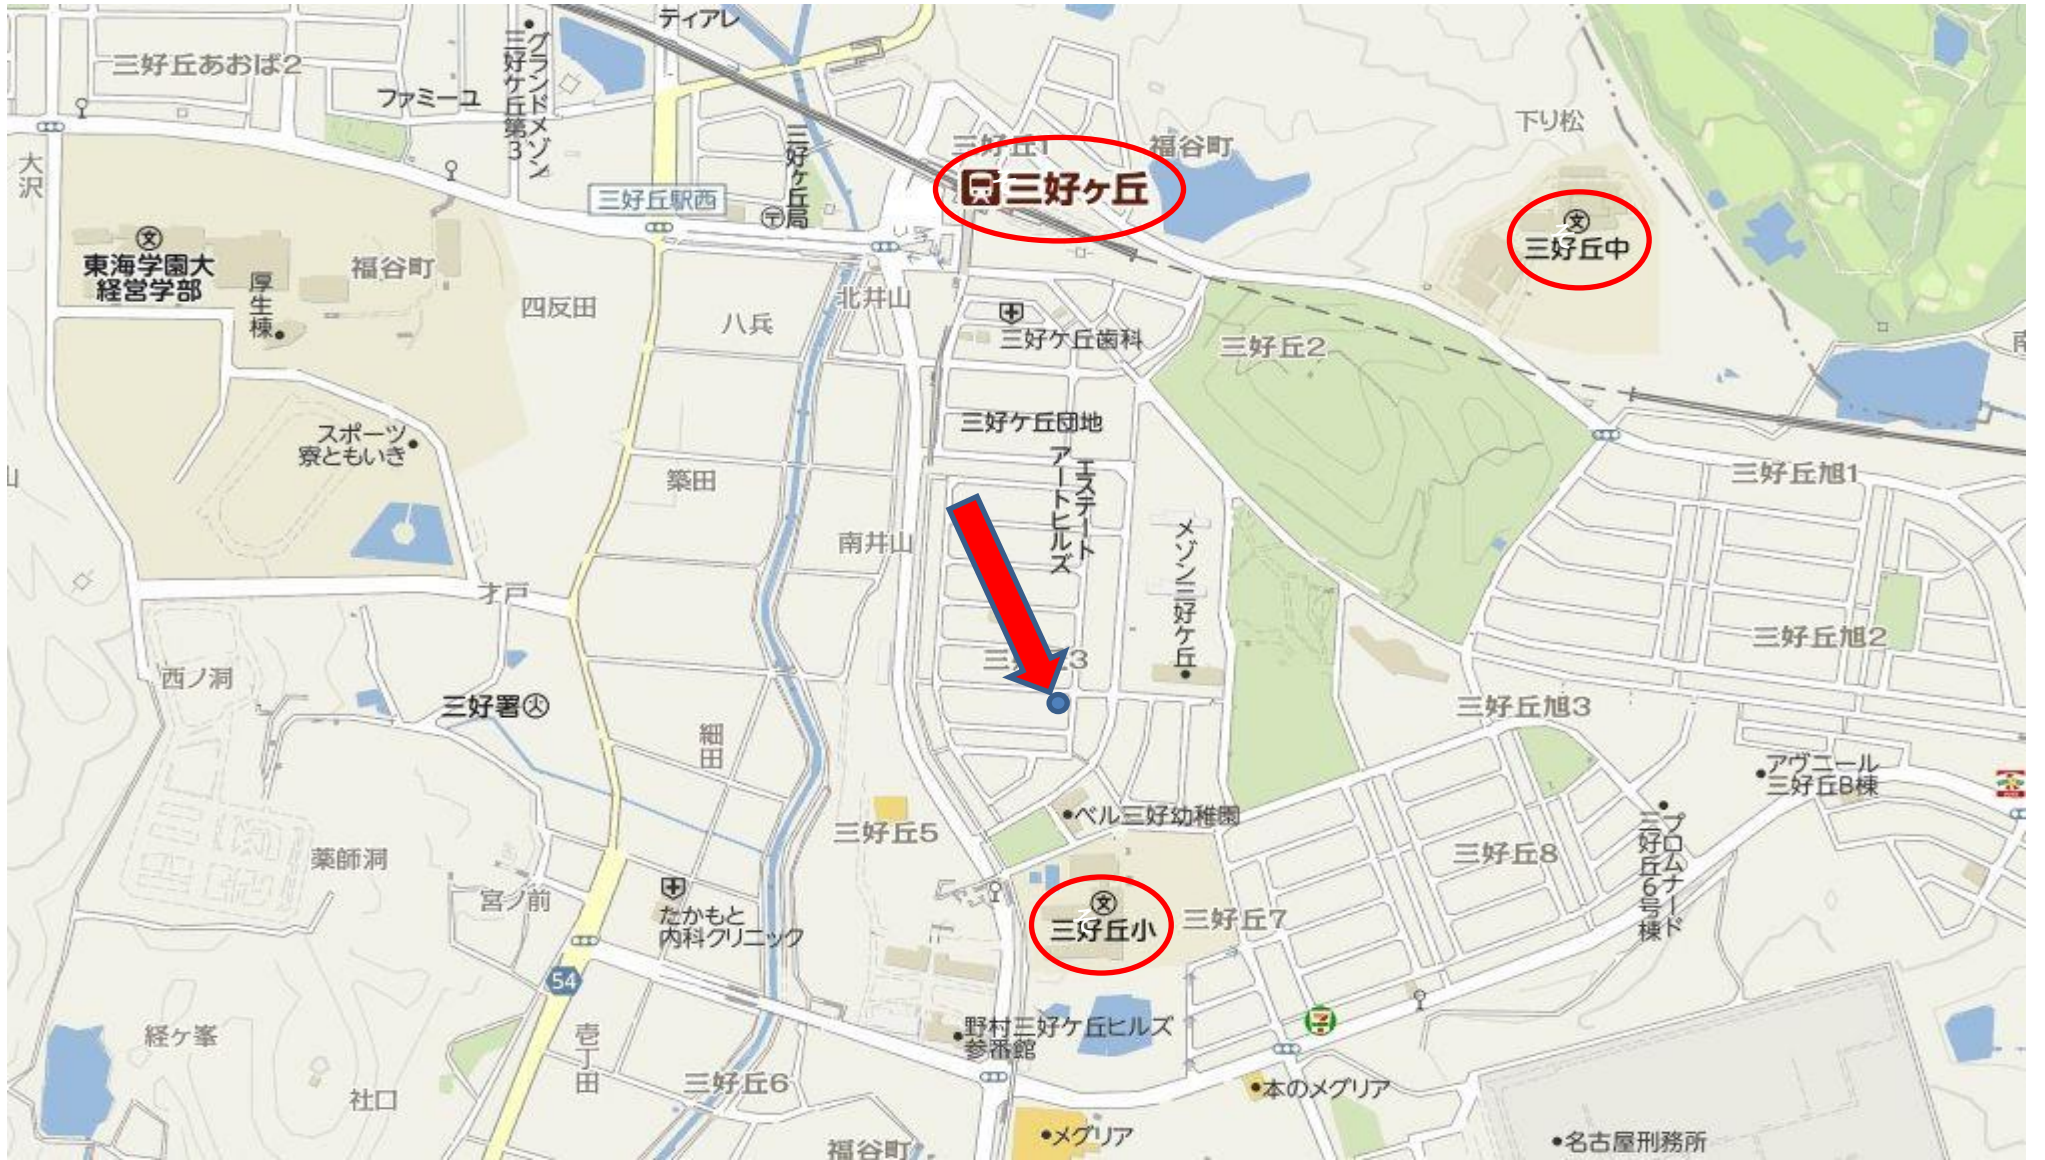 ティアレ
三好丘あおば2
グランドメゾン
三好ケ丘第3
ファミーユ
下り松
三好丘1
福谷町
大沢
三好ヶ丘局
三好ヶ丘
三好丘駅西
〒
文
三好丘中
文
東海学園大
経営学部
厚生棟
福谷町
四反田
八兵
北井山
三好ケ丘歯科
三好丘2
三好ケ丘団地
スポーツ
寮ともいき
築田
エステート
アートヒルズ
三好丘旭1
南井山
メゾン三好ケ丘
才戸
三好丘旭2
西ノ洞
三好署
火
三好丘旭3
細田
アヴニール
三好丘B棟
ベル三好幼稚園
三好丘5
プロムナード
三好丘6号棟
三好丘8
薬師洞
宮ノ前
たかもと
内科クリニック
文
三好丘小
三好丘7
54
経ケ峯
壱丁田
野村三好ケ丘ヒルズ
参番館
三好丘6
社口
本のメグリア
メグリア
福谷町
名古屋刑務所